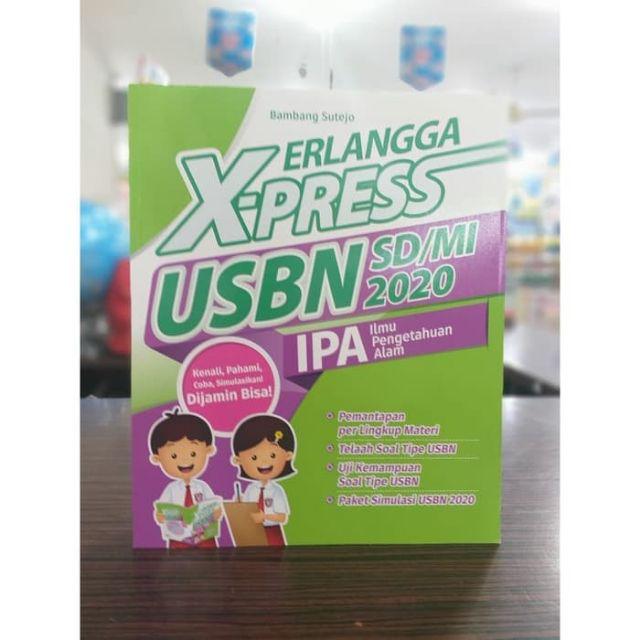 Bambang Sutejo
ERLANGGA
X-PRESS
USBN SD/MI
2020
IPA Ilmu
Pengetahuan
Alam
Kenali, Pahami,
Coba, Simulasikan!
Dijamin Bisa!
• Pemantapan
per Lingkup Materi
• Telaah Soal Tipe USBN
• Uji Kemampuan
Soal Tipe USBN
• Paket Simulasi USBN 2020